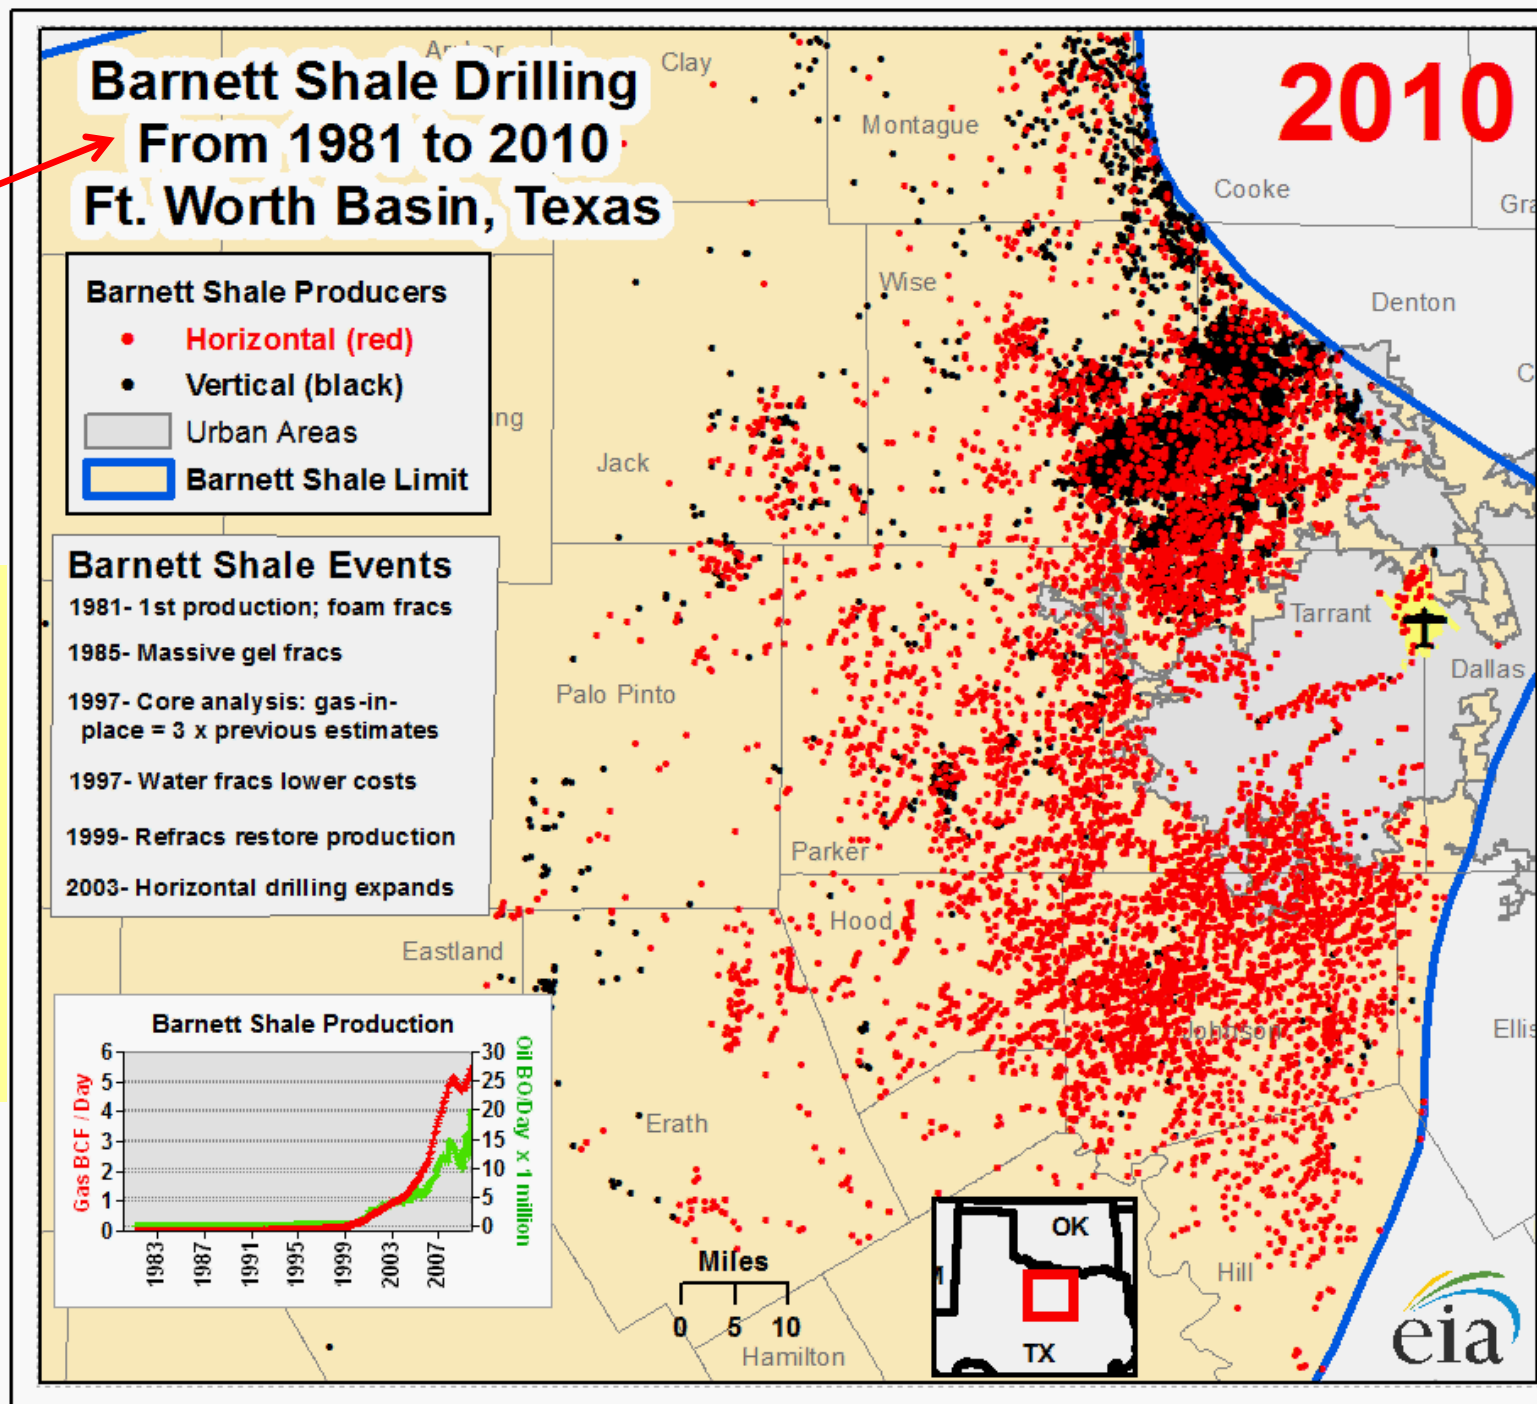 Barnett Shale Drilling
From 1981 to 2010
Ft. Worth Basin, Texas
2010
Clay
Montague
Cooke
Wise
Denton
Jack
Tarrant
Dallas
Palo Pinto
Parker
Hood
Eastland
Johnson
Erath
Hill
Hamilton
Barnett Shale Producers
Horizontal (red)
Vertical (black)
Urban Areas
Barnett Shale Limit
Barnett Shale Events
1981- 1st production; foam fracs
1985- Massive gel fracs
1997- Core analysis: gas-in-
place = 3 x previous estimates
1997- Water fracs lower costs
1999- Refracs restore production
2003- Horizontal drilling expands
Barnett Shale Production
Gas BCF / Day
6
5
4
3
2
1
0
30
25
20
15
10
5
0
Oil BO/Day x 1 million
1983
1987
1991
1995
1999
2003
2007
Miles
0 5 10
OK
TX
eia